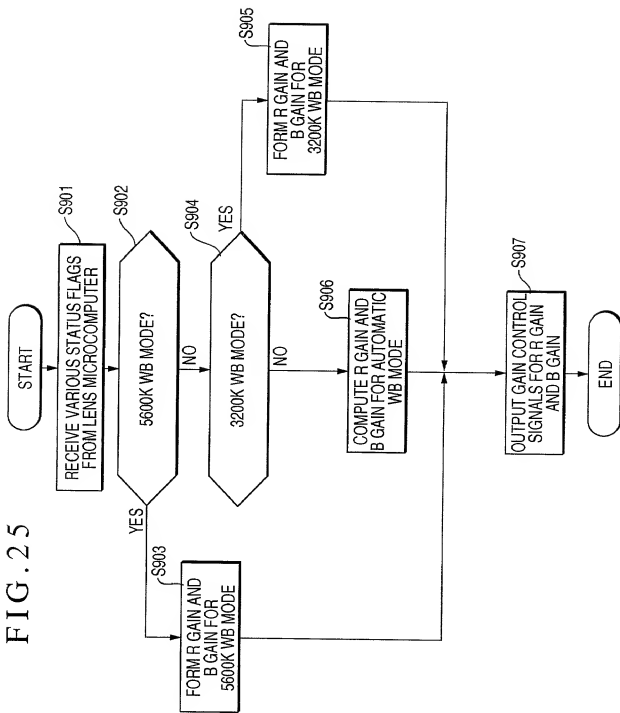 FIG.25
START
S901
RECEIVE VARIOUS STATUS FLAGS
FROM LENS MICROCOMPUTER
S902
5600K WB MODE?
YES
NO
S903
FORM R GAIN AND
B GAIN FOR
5600K WB MODE
S904
3200K WB MODE?
YES
NO
S905
FORM R GAIN AND
B GAIN FOR
3200K WB MODE
S906
COMPUTE R GAIN AND
B GAIN FOR AUTOMATIC
WB MODE
S907
OUTPUT GAIN CONTROL
SIGNALS FOR R GAIN
AND B GAIN
END